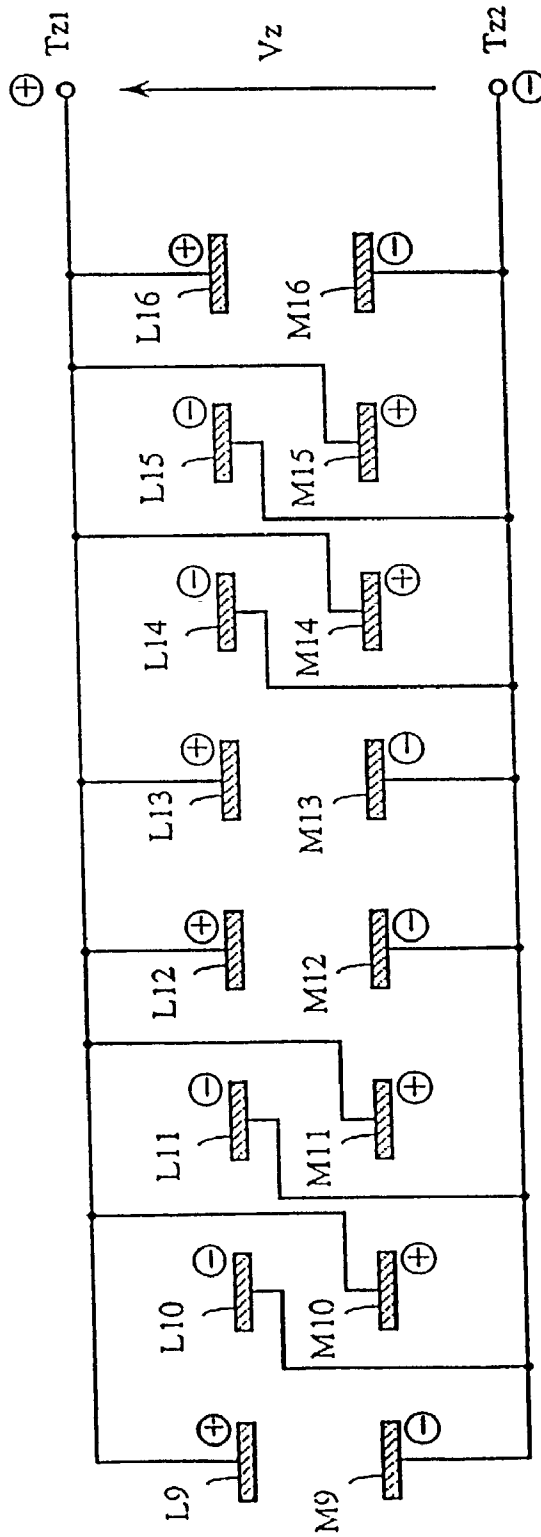 ⊕ Tz1
L9 ⊕ L10 ⊖ L11 ⊖ L12 ⊕ L13 ⊕ L14 ⊖ L15 ⊖ L16 ⊕
Vz
M9 ⊖ M10 ⊕ M11 ⊕ M12 ⊖ M13 ⊖ M14 ⊕ M15 ⊕ M16 ⊖
⊖ Tz2